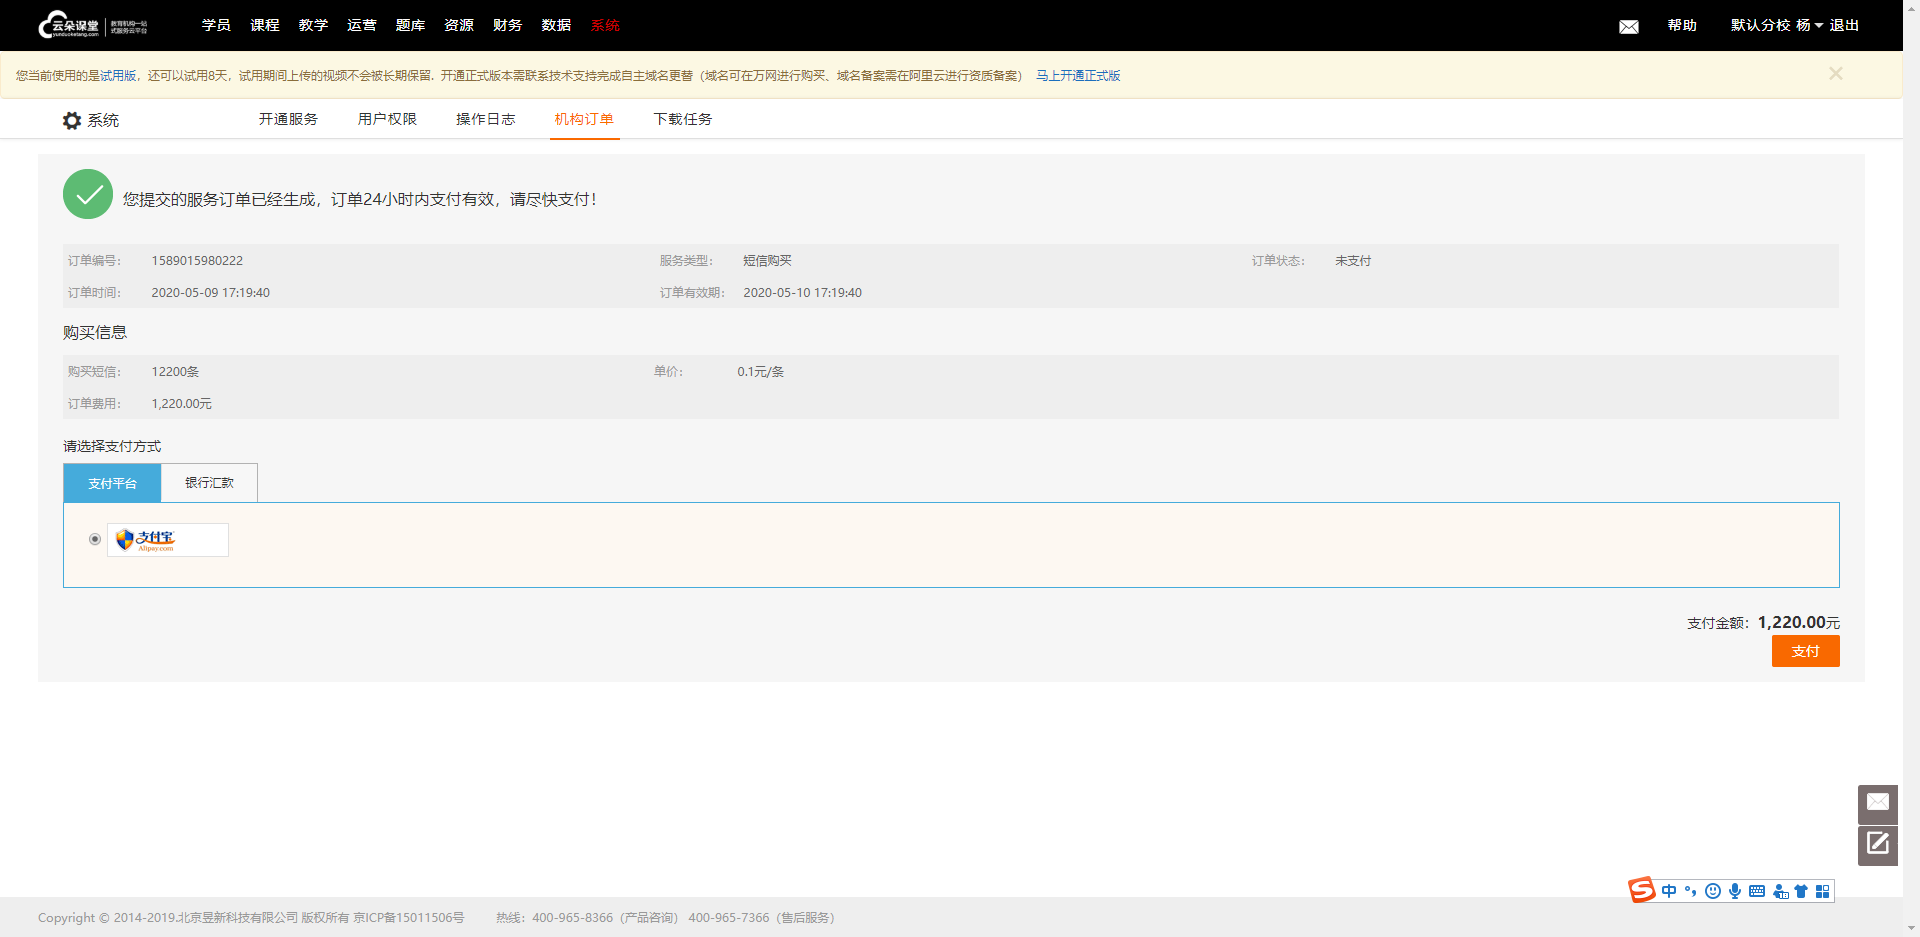 云朵课堂 教育机构一站
yunduoketang.com 式服务云平台
学员 课程 教学 运营 题库 资源 财务 数据 系统 帮助 默认分校 杨 退出
您当前使用的是试用版，还可以试用8天，试用期间上传的视频不会被长期保留. 开通正式版本需联系技术支持完成自主域名更替（域名可在万网进行购买、域名备案需在阿里云进行资质备案） 马上开通正式版
系统 开通服务 用户权限 操作日志 机构订单 下载任务
您提交的服务订单已经生成，订单24小时内支付有效，请尽快支付！
订单编号： 1589015980222 服务类型： 短信购买 订单状态： 未支付
订单时间： 2020-05-09 17:19:40 订单有效期： 2020-05-10 17:19:40
购买信息
购买短信： 12200条 单价： 0.1元/条
订单费用： 1,220.00元
请选择支付方式
支付平台 银行汇款
支付宝
Alipay.com
支付金额：1,220.00元
支付
中
Copyright © 2014-2019.北京昱新科技有限公司 版权所有 京ICP备15011506号 热线：400-965-8366（产品咨询） 400-965-7366（售后服务）